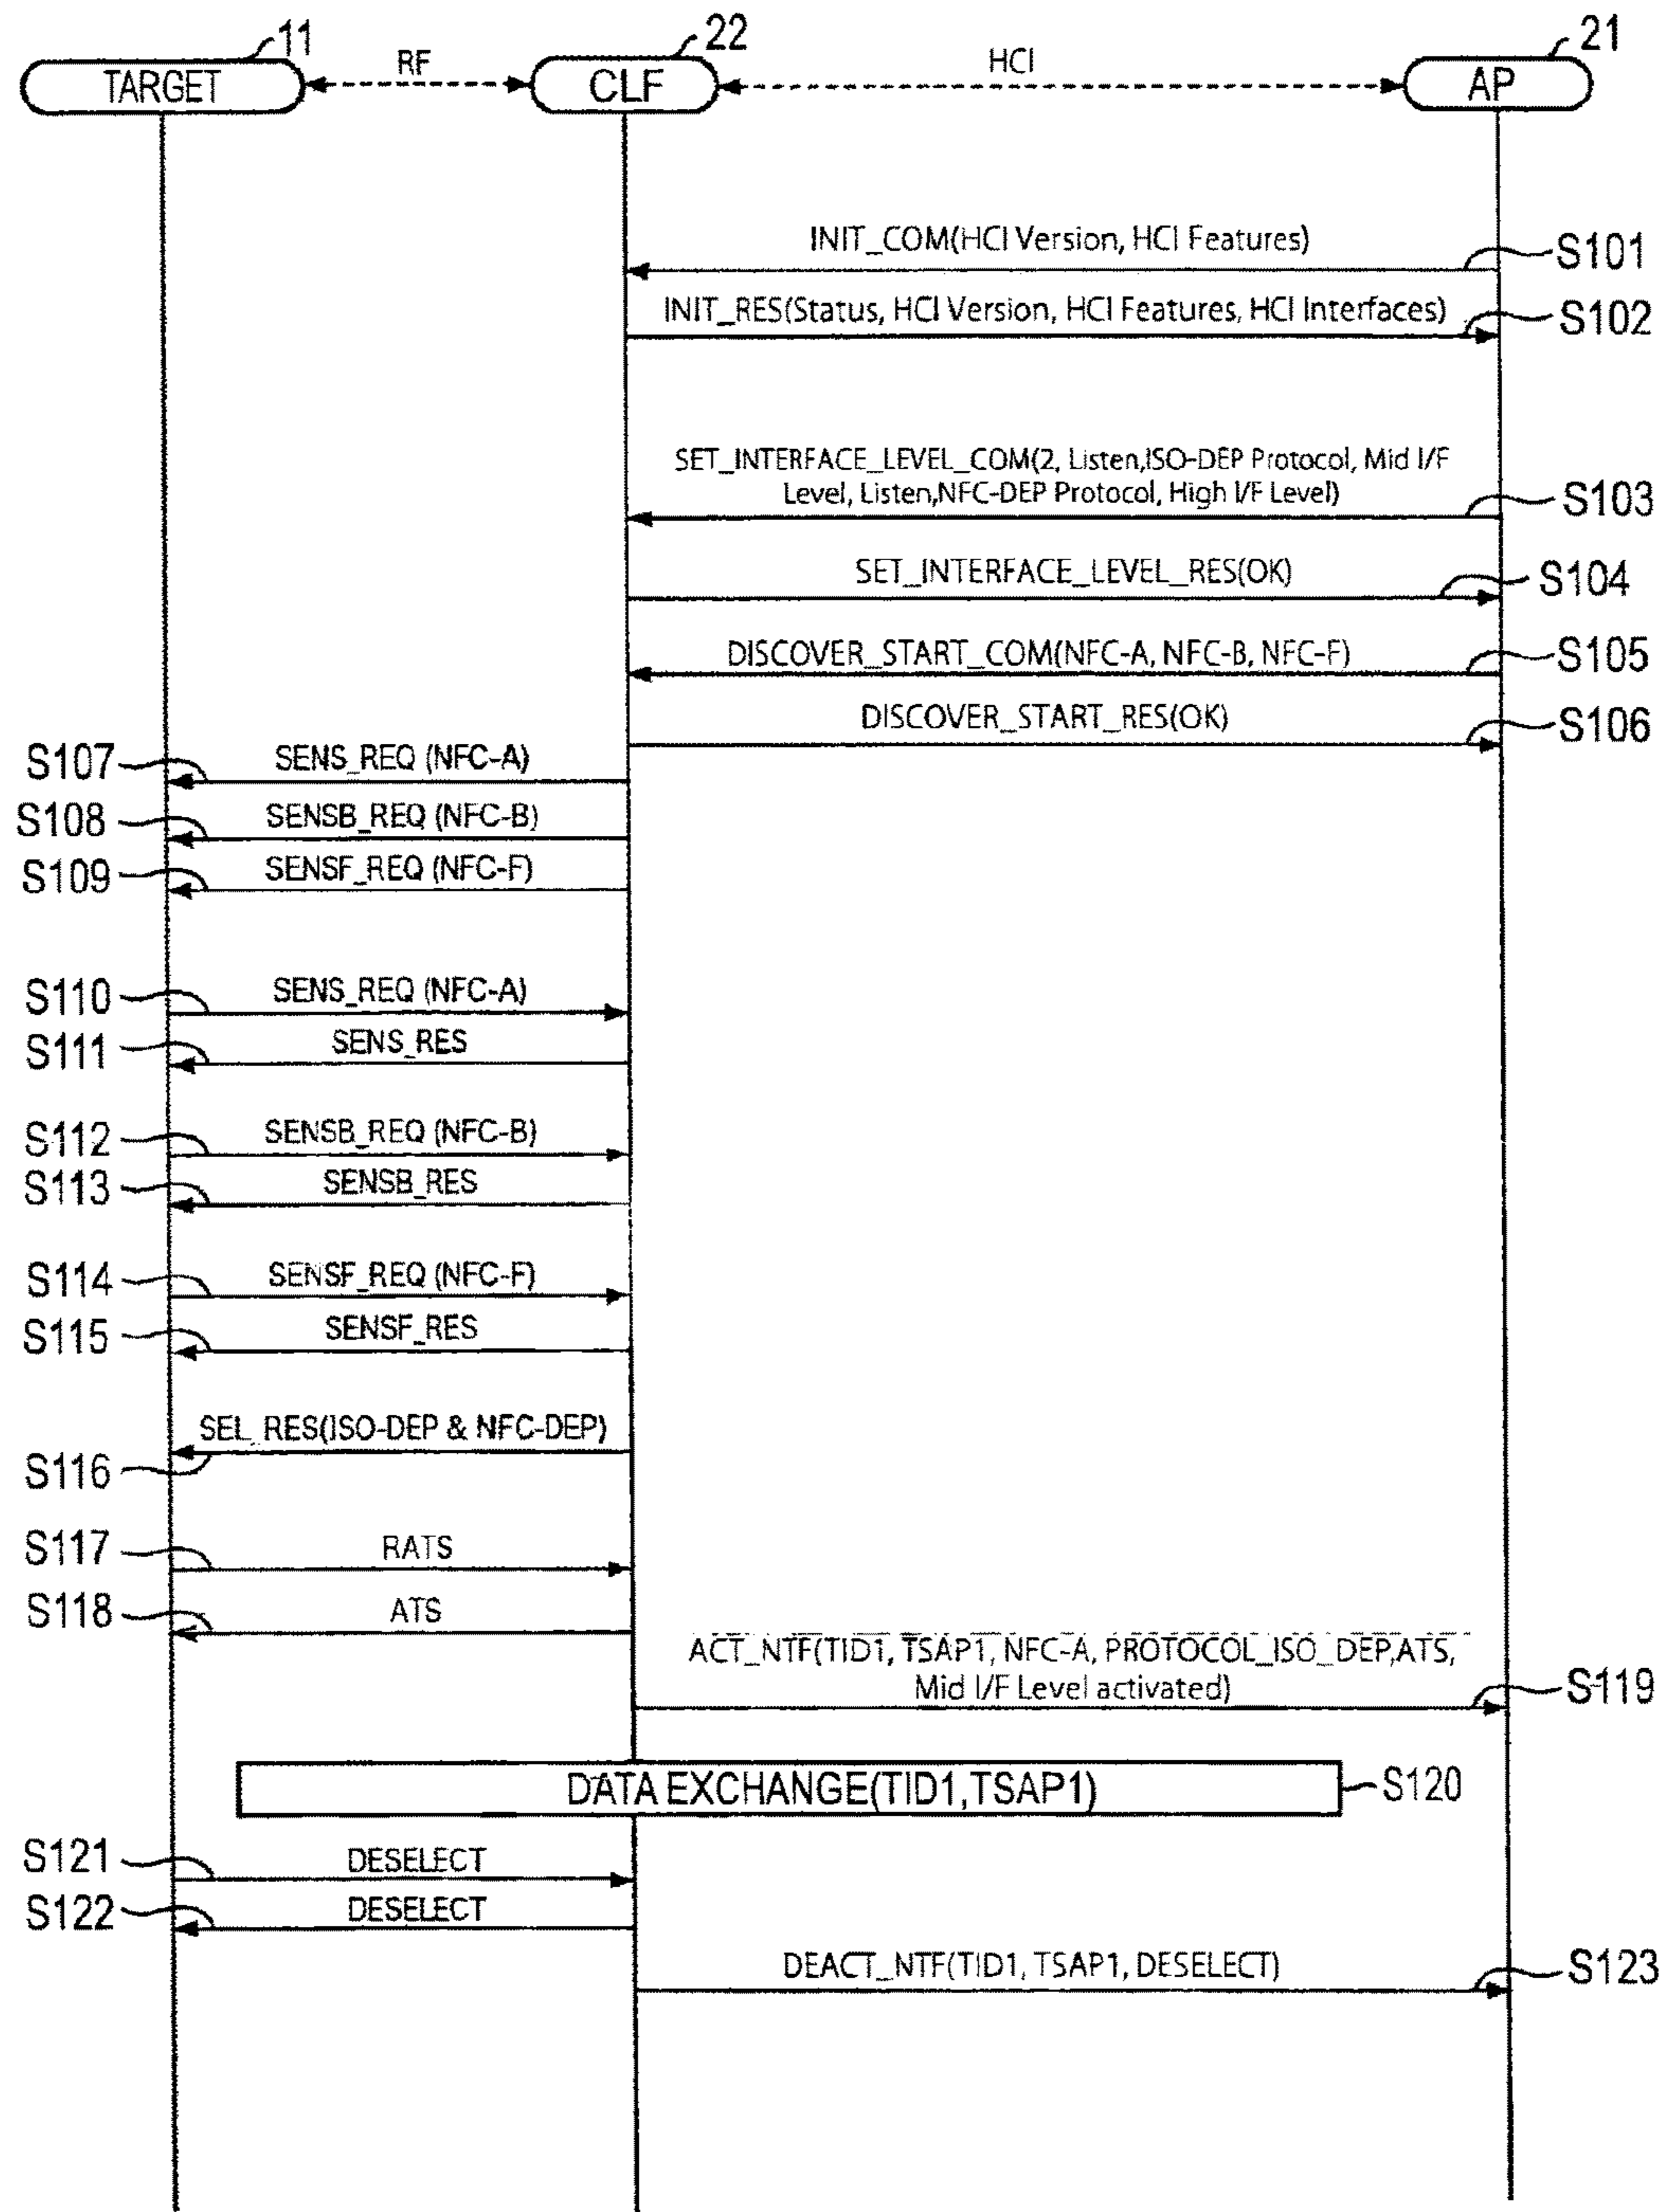 11
22
21
TARGET
RF
CLF
HCI
AP
INIT_COM(HCI Version, HCI Features)
S101
INIT_RES(Status, HCI Version, HCI Features, HCI Interfaces)
S102
SET_INTERFACE_LEVEL_COM(2, Listen,ISO-DEP Protocol, Mid I/F
Level, Listen,NFC-DEP Protocol, High I/F Level)
S103
SET_INTERFACE_LEVEL_RES(OK)
S104
DISCOVER_START_COM(NFC-A, NFC-B, NFC-F)
S105
DISCOVER_START_RES(OK)
S106
S107
SENS_REQ (NFC-A)
S108
SENSB_REQ (NFC-B)
S109
SENSF_REQ (NFC-F)
S110
SENS_REQ (NFC-A)
S111
SENS_RES
S112
SENSB_REQ (NFC-B)
S113
SENSB_RES
S114
SENSF_REQ (NFC-F)
S115
SENSF_RES
SEL_RES(ISO-DEP & NFC-DEP)
S116
S117
RATS
S118
ATS
ACT_NTF(TID1, TSAP1, NFC-A, PROTOCOL_ISO_DEP,ATS,
Mid I/F Level activated)
S119
DATA EXCHANGE(TID1,TSAP1)
S120
S121
DESELECT
S122
DESELECT
DEACT_NTF(TID1, TSAP1, DESELECT)
S123